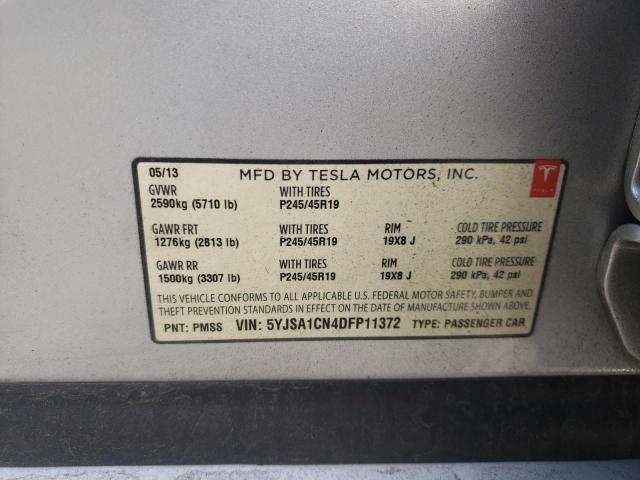 05/13 MFD BY TESLA MOTORS, INC.
TESLA
GVWR WITH TIRES
2590kg (5710 lb) P245/45R19
GAWR FRT WITH TIRES RIM COLD TIRE PRESSURE
1276kg (2813 lb) P245/45R19 19X8 J 290 kPa, 42 psi
GAWR RR WITH TIRES RIM COLD TIRE PRESSURE
1500kg (3307 lb) P245/45R19 19X8 J 290 kPa, 42 psi
THIS VEHICLE CONFORMS TO ALL APPLICABLE U.S. FEDERAL MOTOR SAFETY, BUMPER AND
THEFT PREVENTION STANDARDS IN EFFECT ON THE DATE OF MANUFACTURE SHOWN ABOVE.
PNT: PMSS VIN: 5YJSA1CN4DFP11372 TYPE: PASSENGER CAR